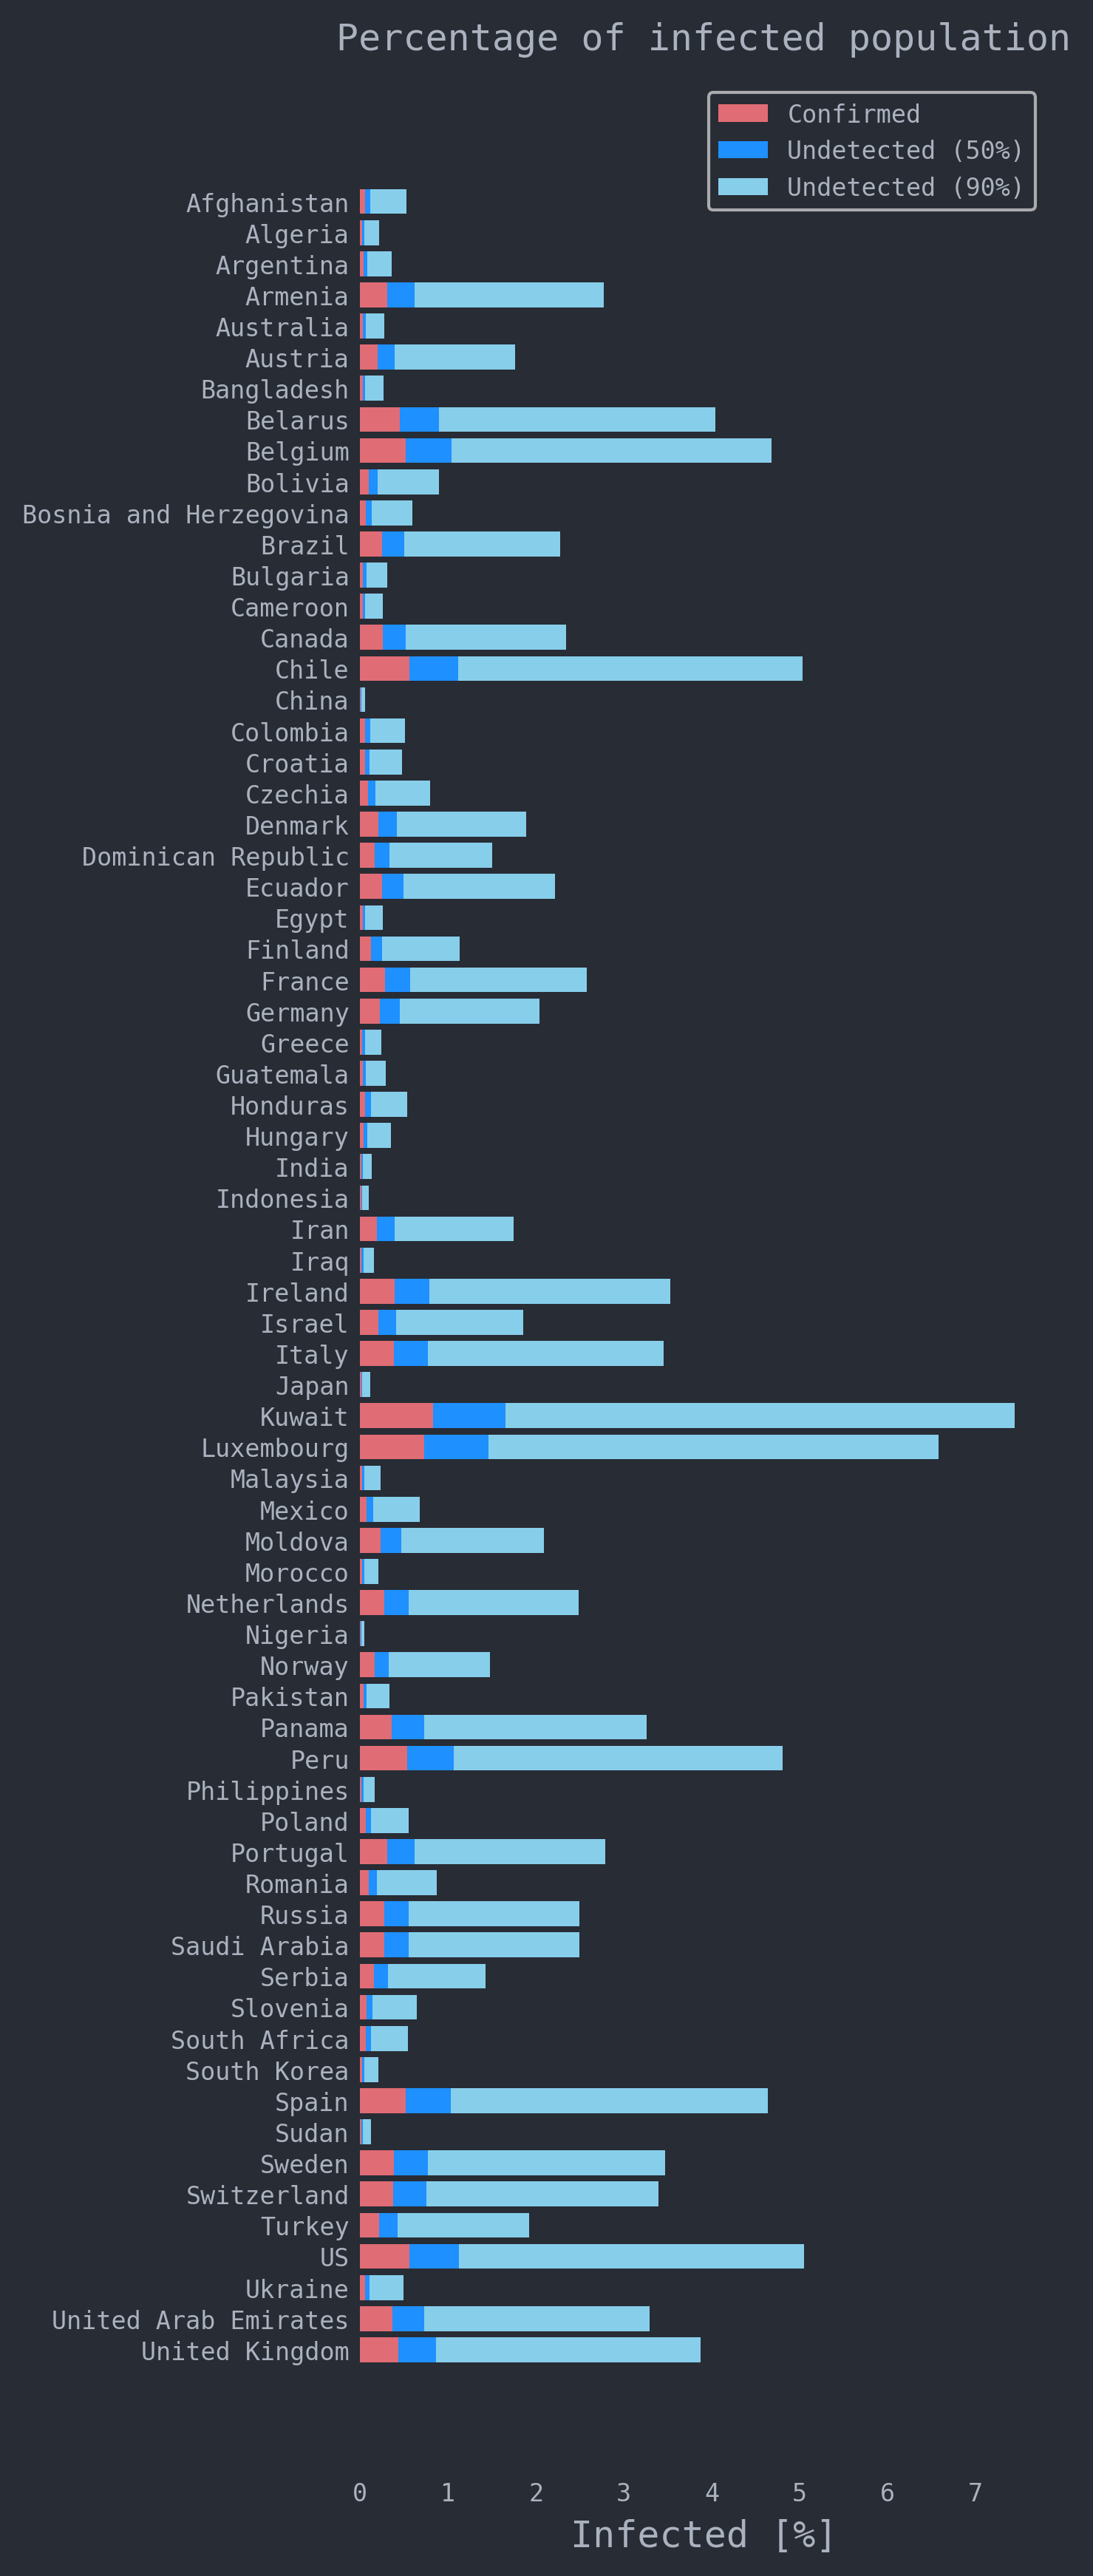 Percentage of infected population
Confirmed
Undetected (50%)
Undetected (90%)
Afghanistan
Algeria
Argentina
Armenia
Australia
Austria
Bangladesh
Belarus
Belgium
Bolivia
Bosnia and Herzegovina
Brazil
Bulgaria
Cameroon
Canada
Chile
China
Colombia
Croatia
Czechia
Denmark
Dominican Republic
Ecuador
Egypt
Finland
France
Germany
Greece
Guatemala
Honduras
Hungary
India
Indonesia
Iran
Iraq
Ireland
Israel
Italy
Japan
Kuwait
Luxembourg
Malaysia
Mexico
Moldova
Morocco
Netherlands
Nigeria
Norway
Pakistan
Panama
Peru
Philippines
Poland
Portugal
Romania
Russia
Saudi Arabia
Serbia
Slovenia
South Africa
South Korea
Spain
Sudan
Sweden
Switzerland
Turkey
US
Ukraine
United Arab Emirates
United Kingdom
0 1 2 3 4 5 6 7
Infected [%]